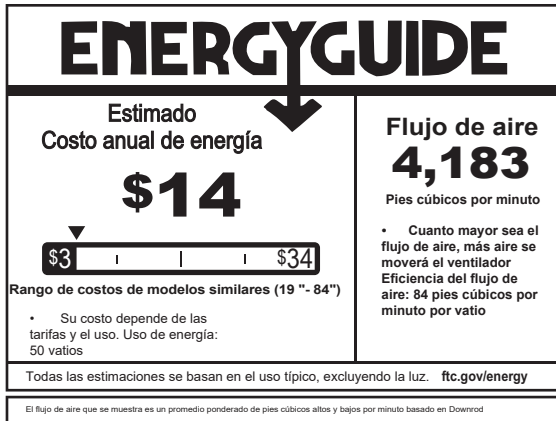 ENERGYGUIDE
Estimado
Costo anual de energía
$14
$3
$34
Rango de costos de modelos similares (19 "- 84")
• Su costo depende de las
tarifas y el uso. Uso de energía:
50 vatios
Flujo de aire
4,183
Pies cúbicos por minuto
• Cuanto mayor sea el
flujo de aire, más aire se
moverá el ventilador
Eficiencia del flujo de
aire: 84 pies cúbicos por
minuto por vatio
Todas las estimaciones se basan en el uso típico, excluyendo la luz. ftc.gov/energy
El flujo de aire que se muestra es un promedio ponderado de pies cúbicos altos y bajos por minuto basado en Downrod